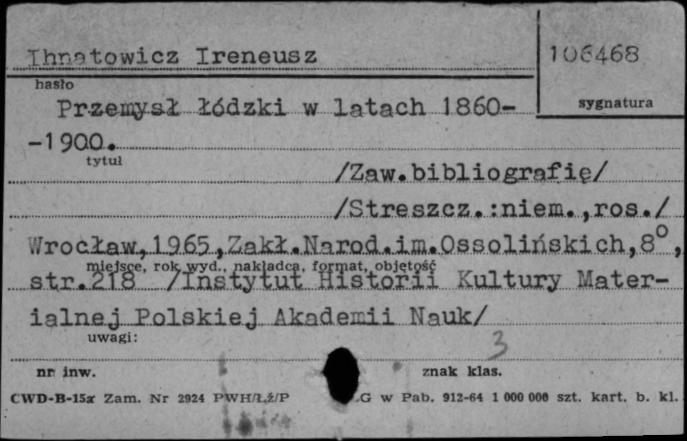 Ihnatowicz Ireneusz
106468
hasło
sygnatura
Przemysł łódzki w latach 1860-
-1900.
tytuł
/Zaw.bibliografię/
/Streszcz.:niem.,ros./
Wrocław,1965,Zakł.Narod.im.Ossolińskich,8°,
miejsce, rok wyd., nakładca, format, objętość
str.218 /Instytut Historii Kultury Mater-
ialnej Polskiej Akademii Nauk/
uwagi:
3
nr inw.
znak klas.
CWD-B-15a Zam. Nr 2924 PWH/Łź/P G w Pab. 912-64 1 000 000 szt. kart. b. kl.